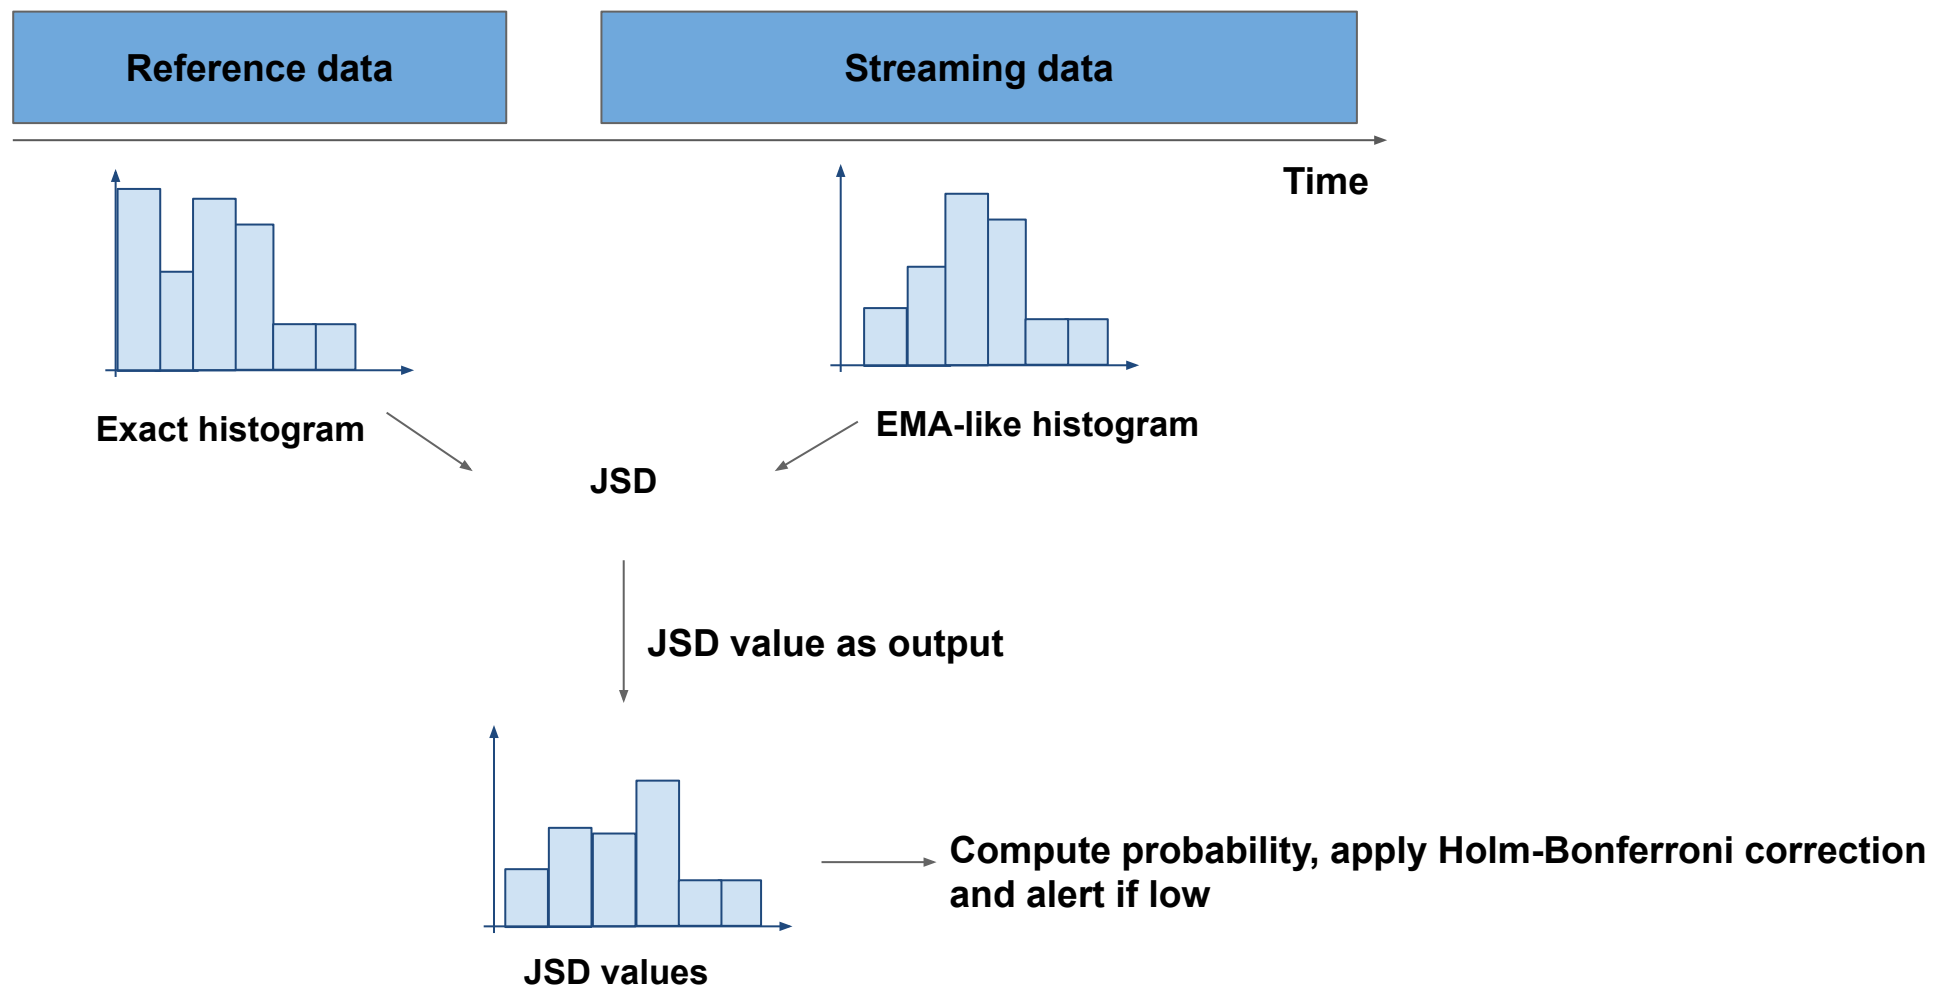 Reference data
Streaming data
Time
Exact histogram
EMA-like histogram
JSD
JSD value as output
Compute probability, apply Holm-Bonferroni correction
and alert if low
JSD values